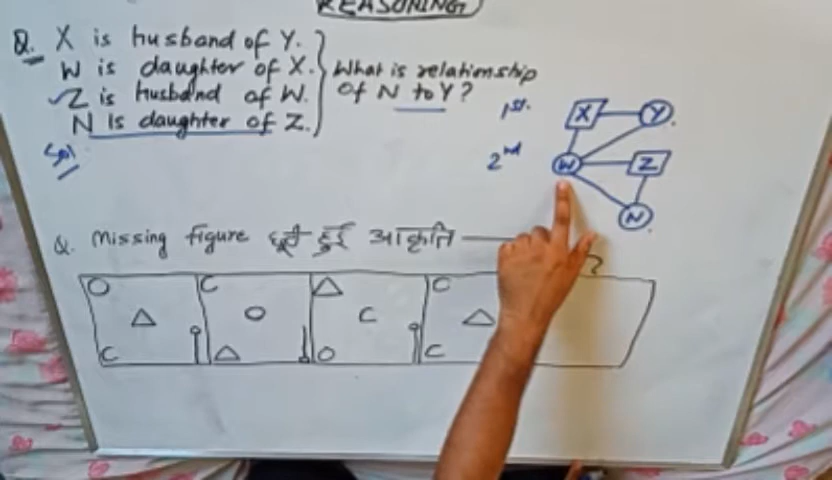 REASONING
Q. X is husband of Y.
W is daughter of X.
Z is husband of W.
N is daughter of Z.
What is relationship
of N to Y?
Sol
1st.
X Y
2nd
W Z
N
Q. Missing figure छूटी हुई आकृति ?
O C C
△ O C △
C △ O C